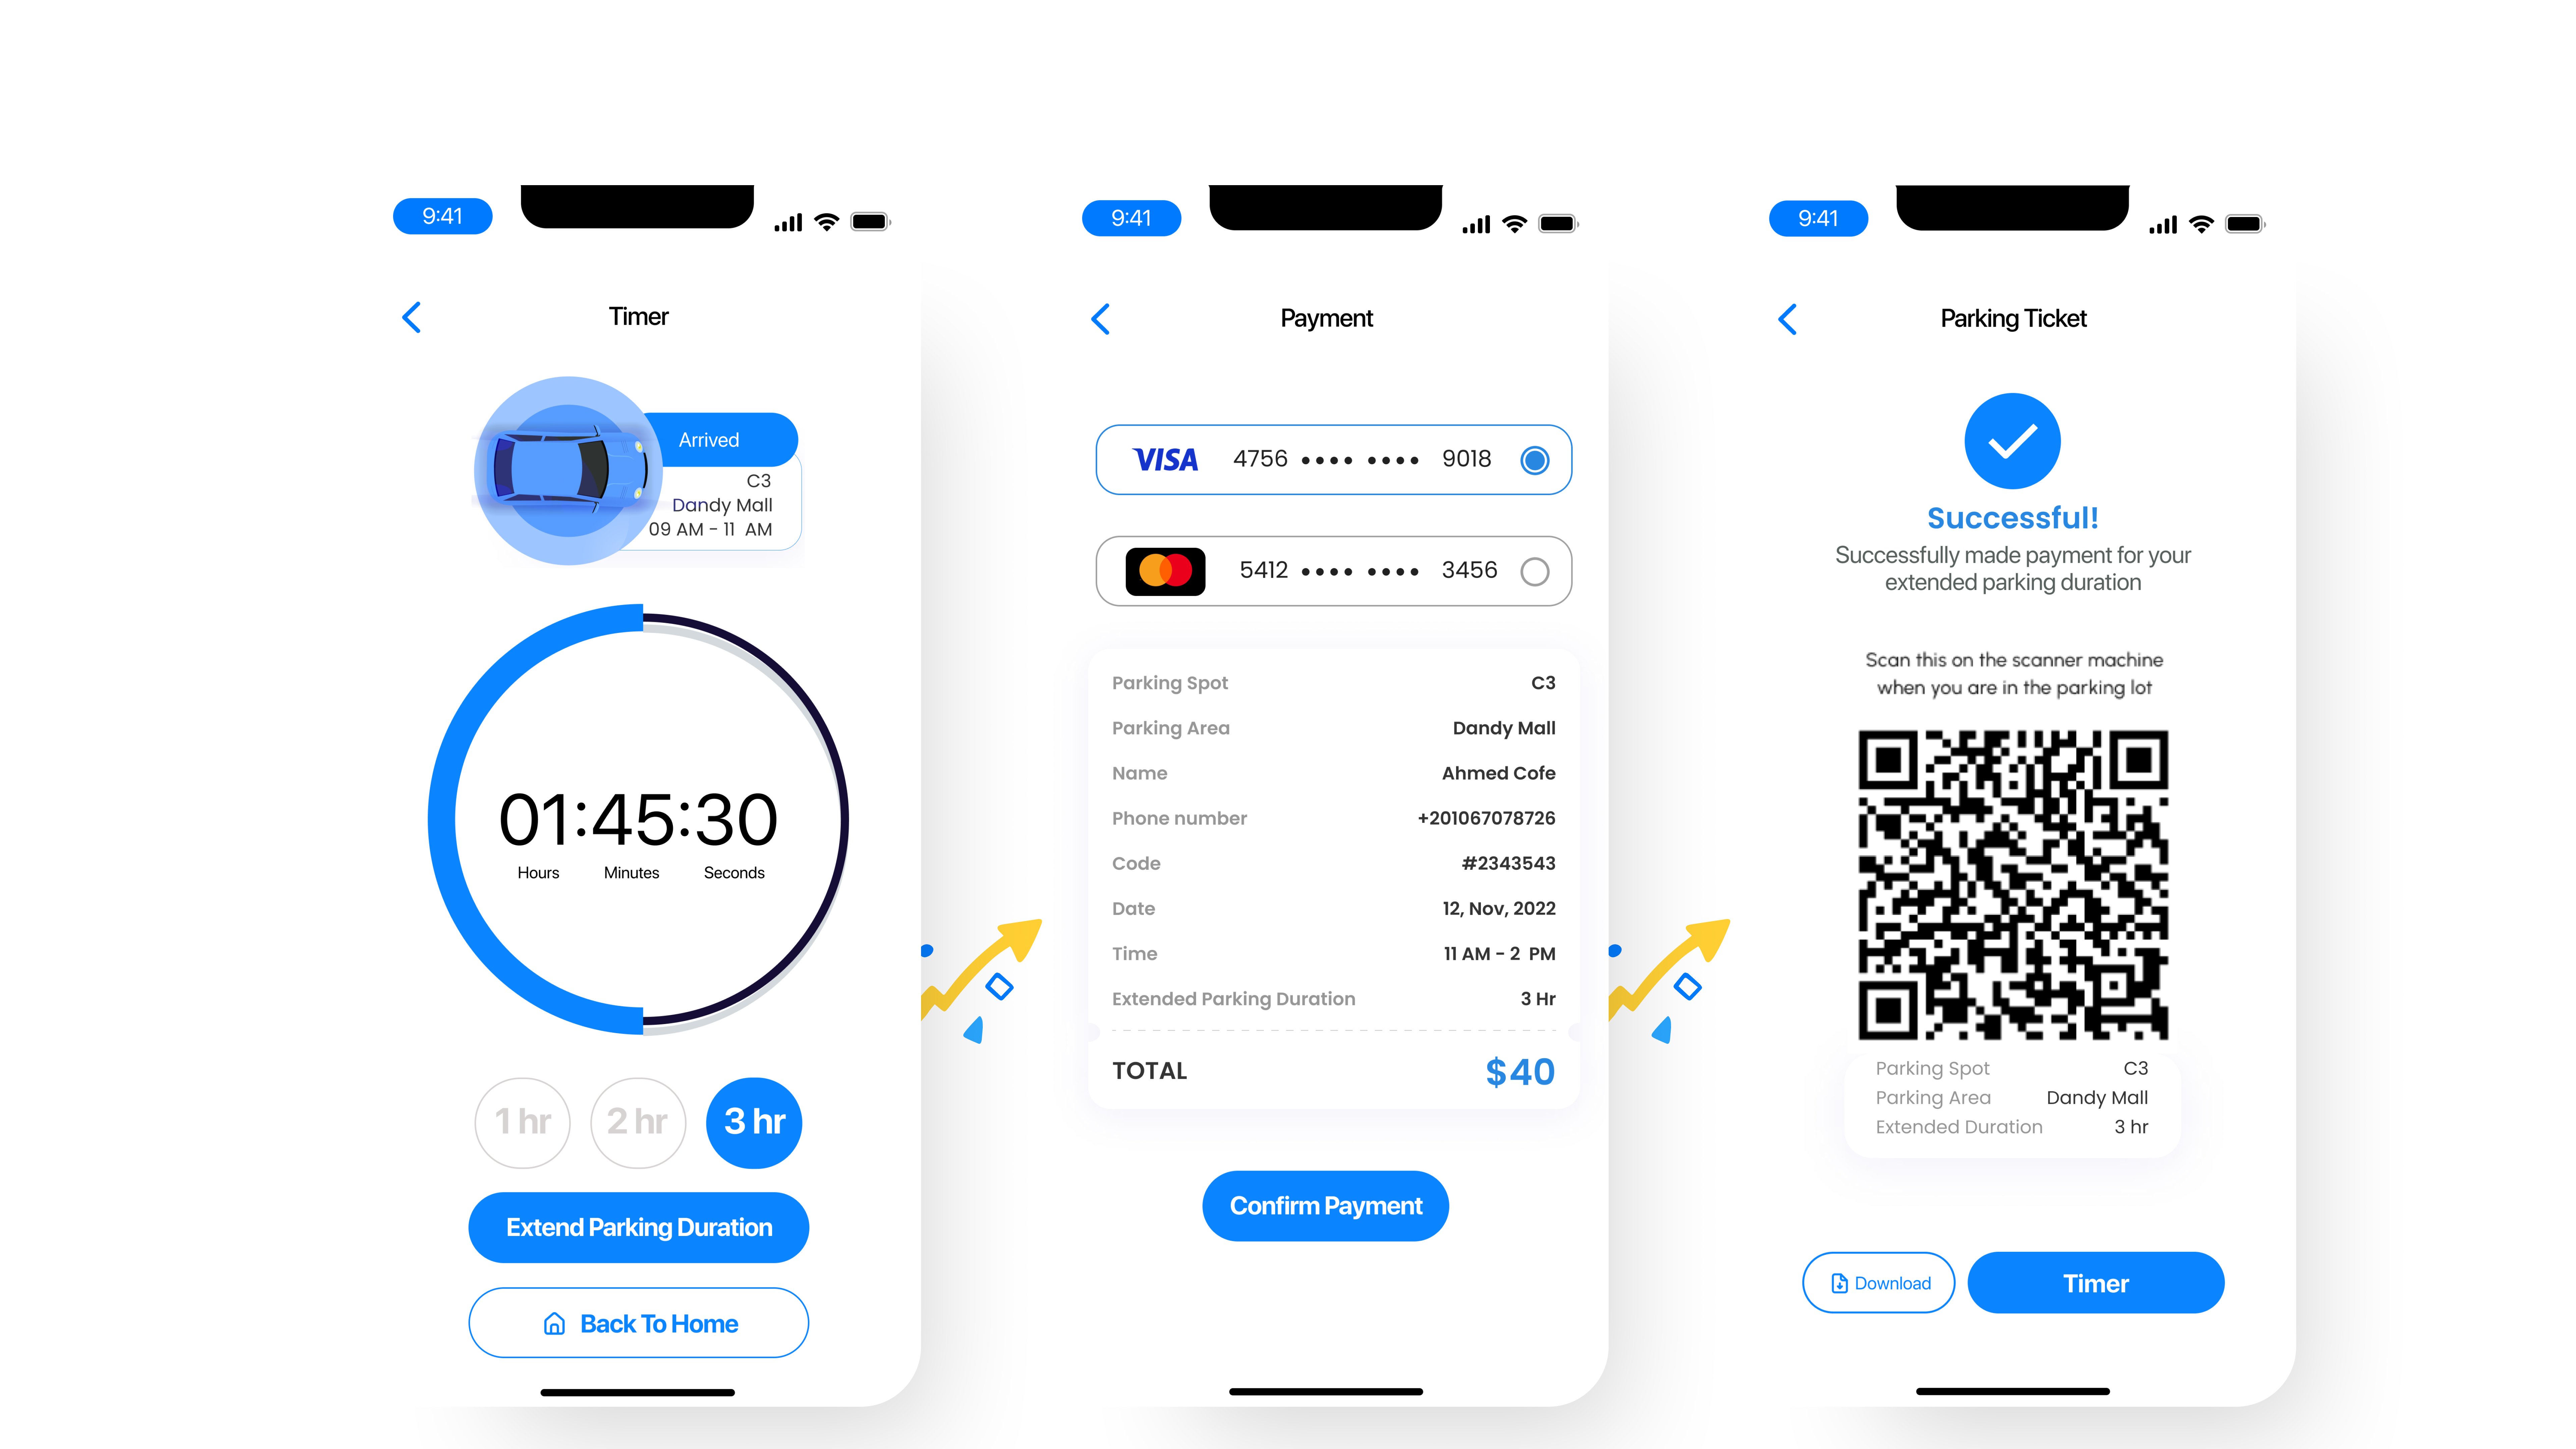 9:41
Timer
Arrived
C3
Dandy Mall
09 AM - 11 AM
01:45:30
Hours Minutes Seconds
1 hr 2 hr 3 hr
Extend Parking Duration
Back To Home
9:41
Payment
VISA 4756 •••• •••• 9018
5412 •••• •••• 3456
Parking Spot C3
Parking Area Dandy Mall
Name Ahmed Cofe
Phone number +201067078726
Code #2343543
Date 12, Nov, 2022
Time 11 AM - 2 PM
Extended Parking Duration 3 Hr
TOTAL $40
Confirm Payment
9:41
Parking Ticket
Successful!
Successfully made payment for your
extended parking duration
Scan this on the scanner machine
when you are in the parking lot
Parking Spot C3
Parking Area Dandy Mall
Extended Duration 3 hr
Download
Timer